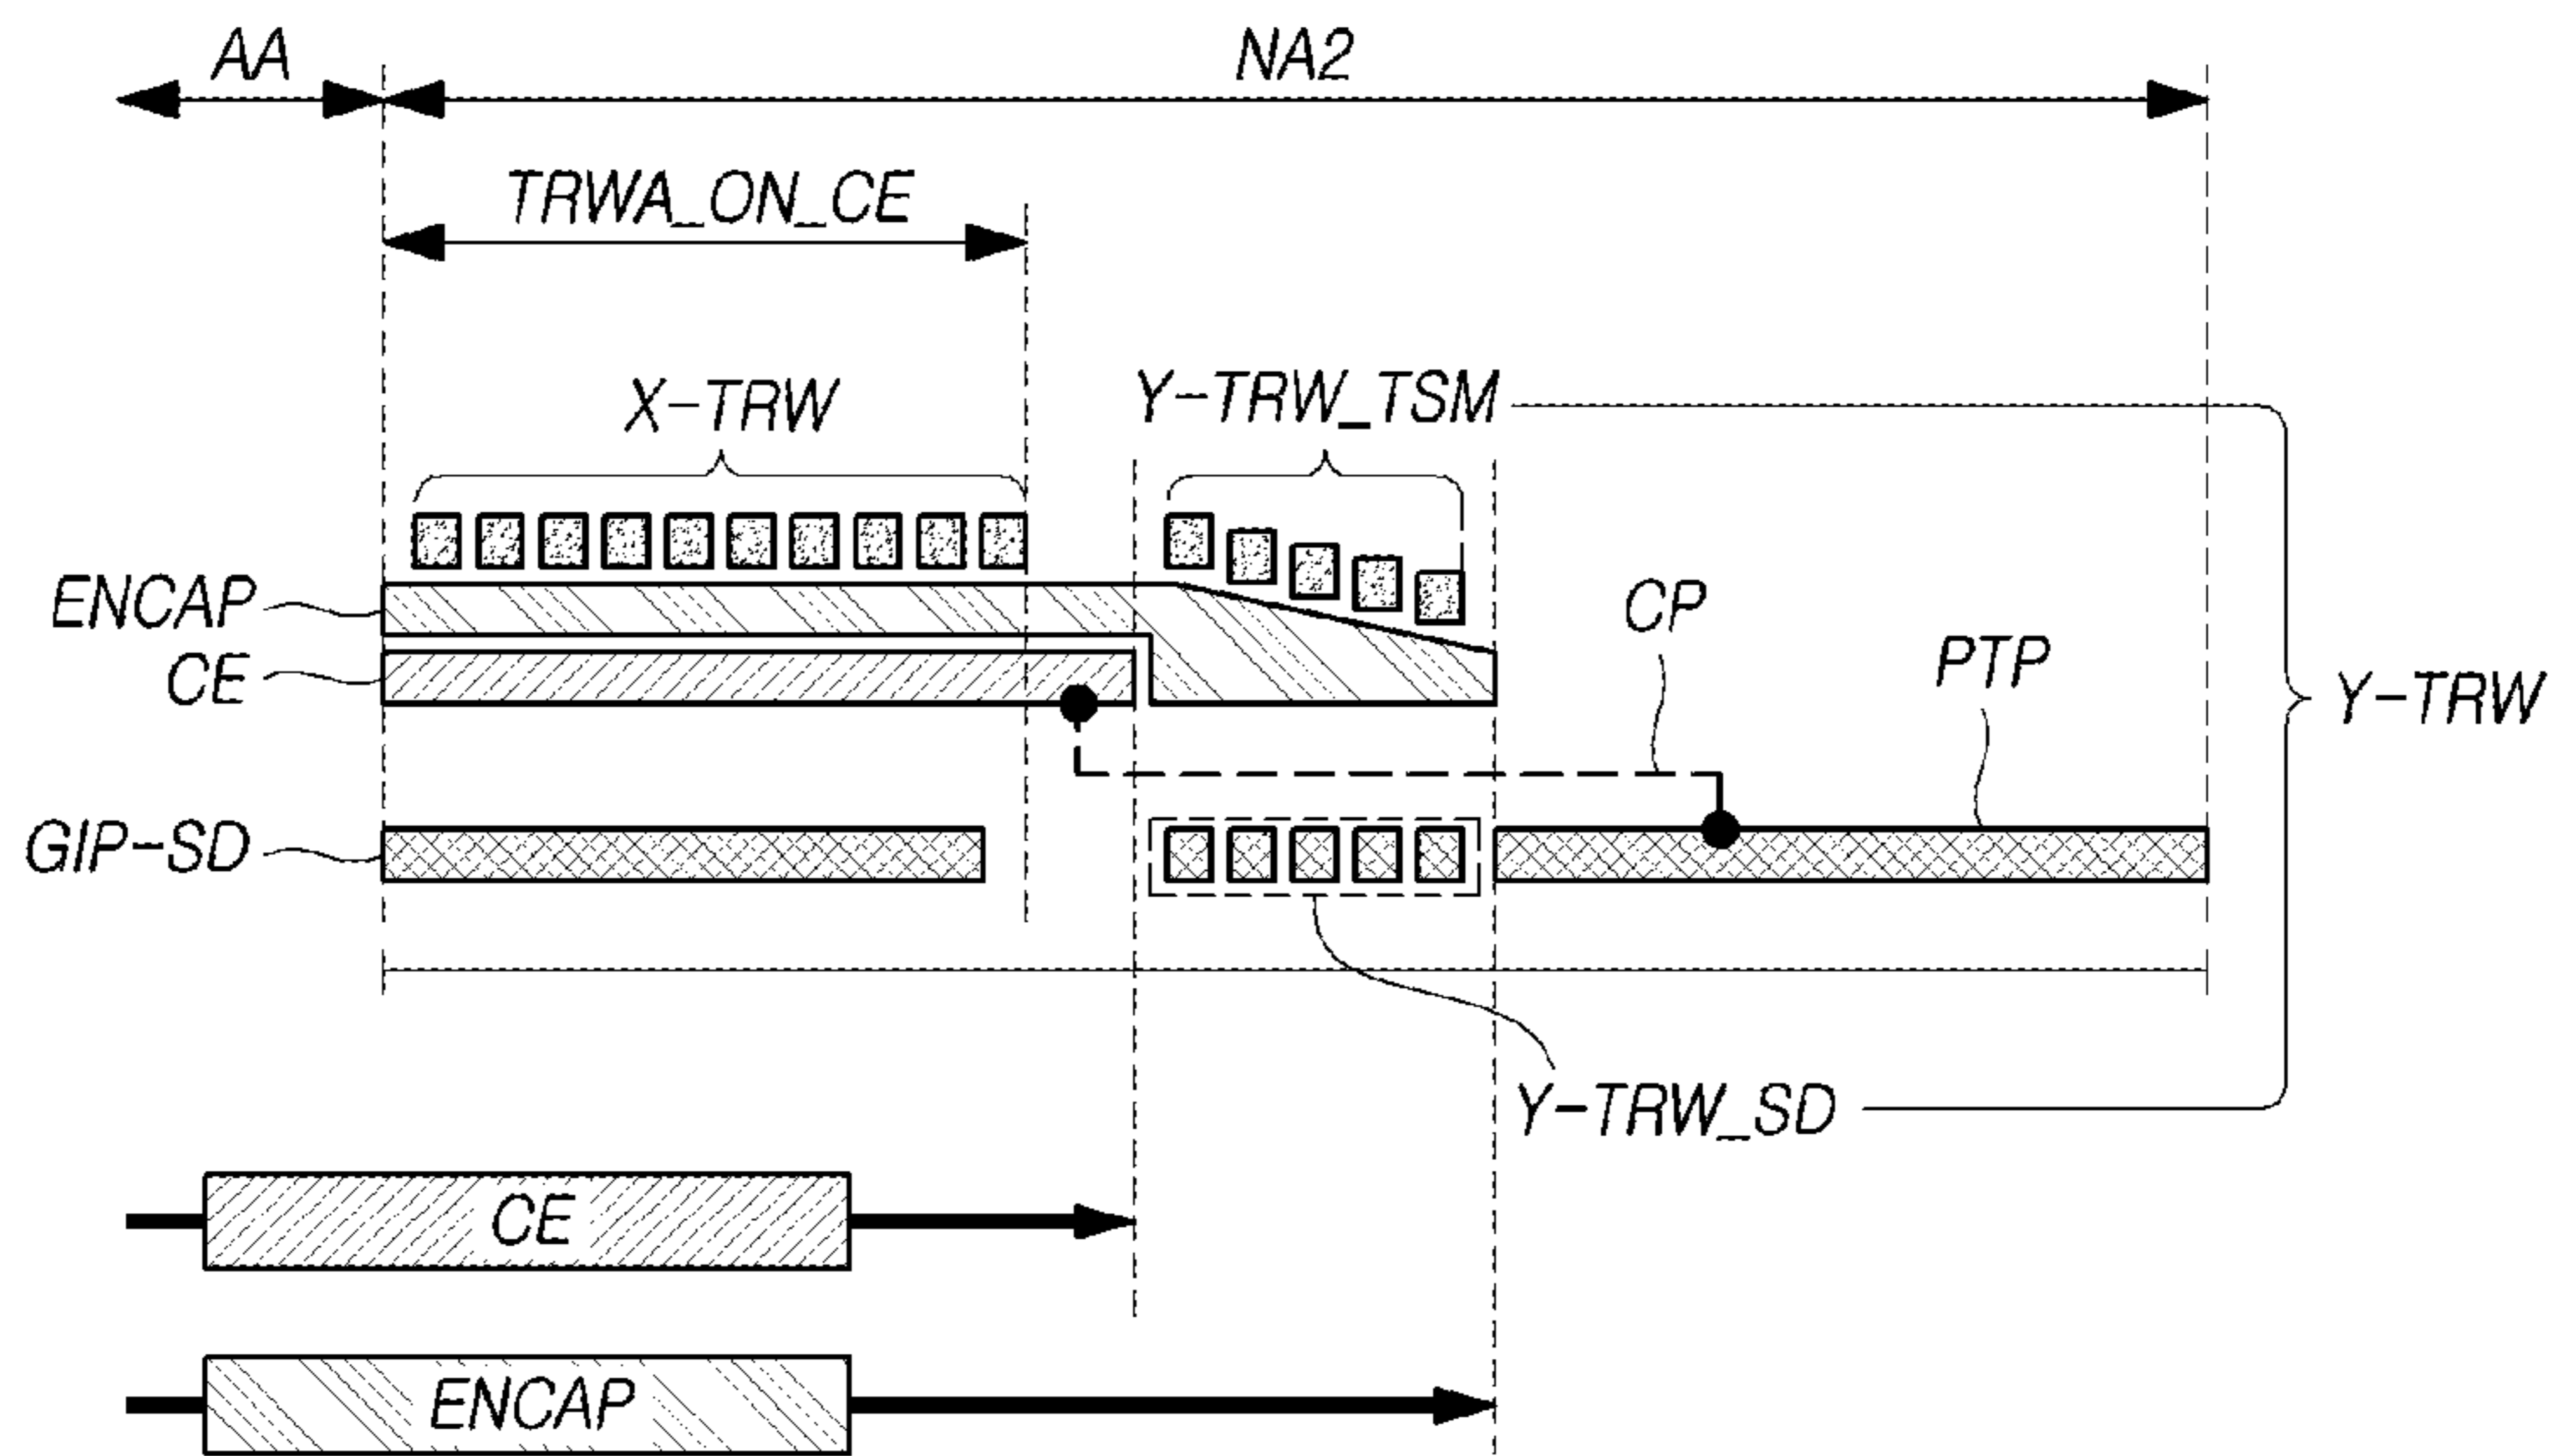 AA
NA2
TRWA_ON_CE
X-TRW
Y-TRW_TSM
ENCAP
CE
CP
PTP
Y-TRW
GIP-SD
Y-TRW_SD
CE
ENCAP